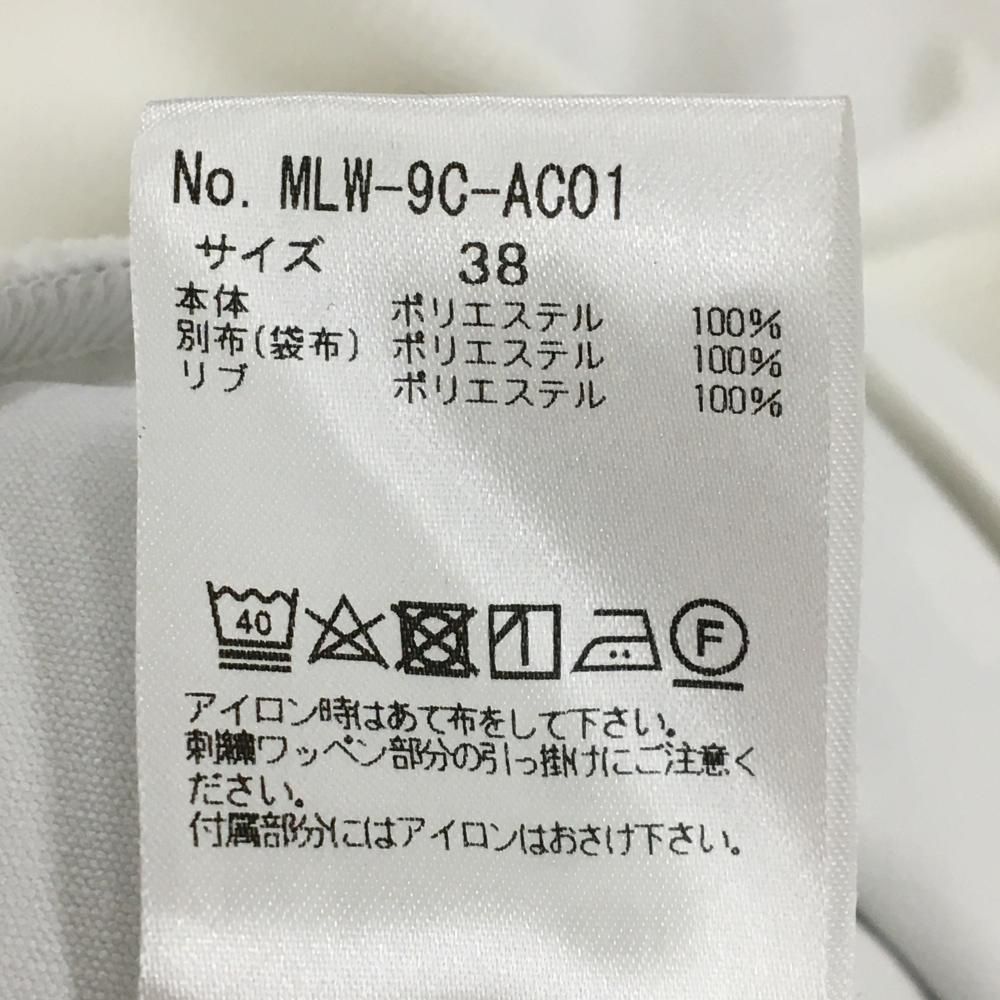 No. MLW-9C-AC01
サイズ 38
本体 ポリエステル 100%
別布(袋布) ポリエステル 100%
リブ ポリエステル 100%
40 F
アイロン時はあて布をして下さい。
刺繍ワッペン部分の引っ掛けにご注意く
ださい。
付属部分にはアイロンはおさけ下さい。